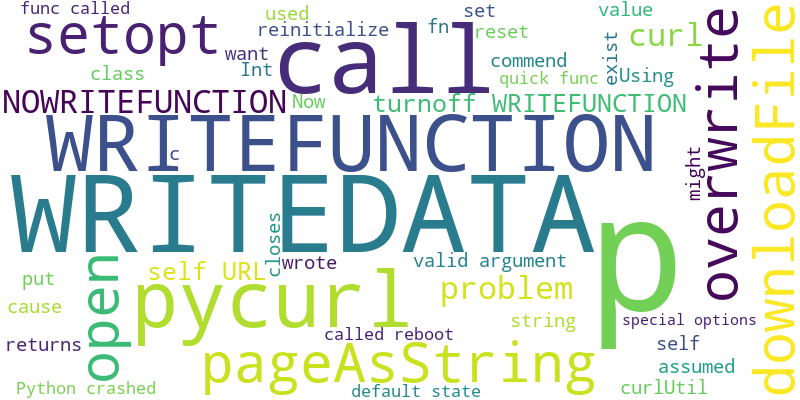 func called
used
set
value
setopt
reinitialize
fn
reset
call
curl
want
class
Int
commend
quick func
exist
Using
NOWRITEFUNCTION
Now
turnoff WRITEFUNCTION
WRITEFUNCTION
c
might
overwrite
downloadFile
WRITEDATA
p
closes
wrote
self URL
valid argument
open
put
pycurl
problem
cause
string
special options
called reboot
returns
self
pageAsString
assumed
Python crashed
default state
curlUtil